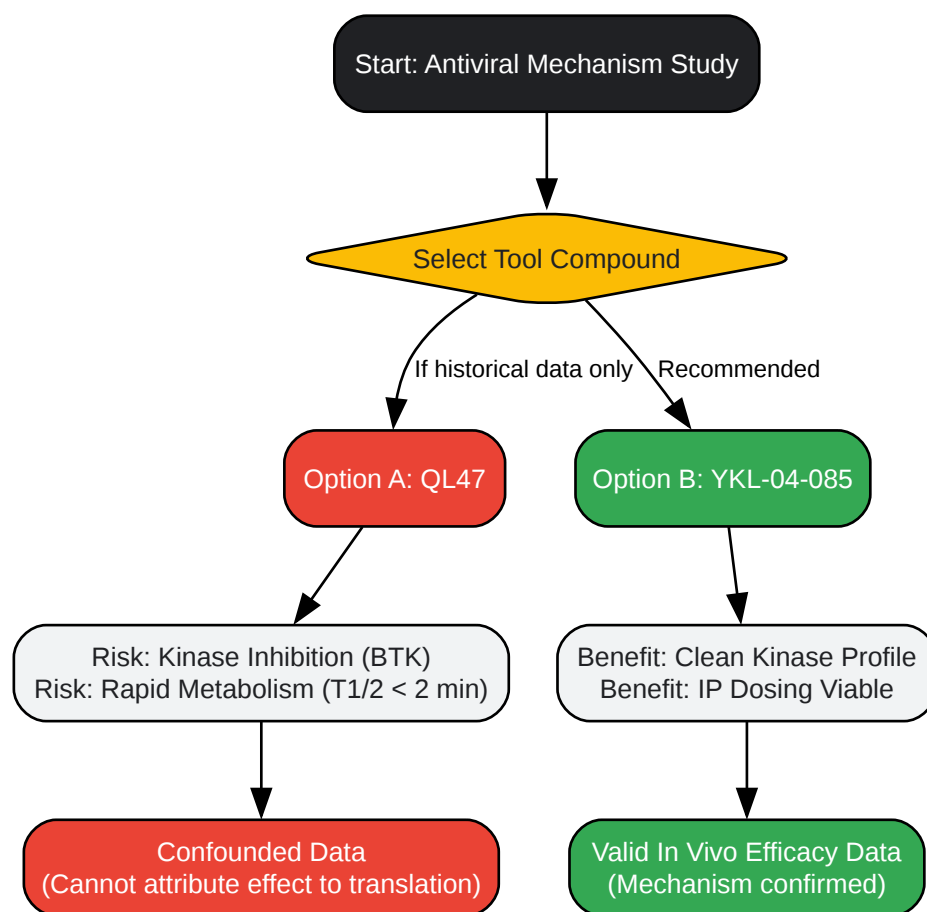 Start: Antiviral Mechanism Study
Select Tool Compound
If historical data only
Recommended
Option A: QL47
Option B: YKL-04-085
Risk: Kinase Inhibition (BTK)
Risk: Rapid Metabolism (T1/2 < 2 min)
Benefit: Clean Kinase Profile
Benefit: IP Dosing Viable
Confounded Data
(Cannot attribute effect to translation)
Valid In Vivo Efficacy Data
(Mechanism confirmed)